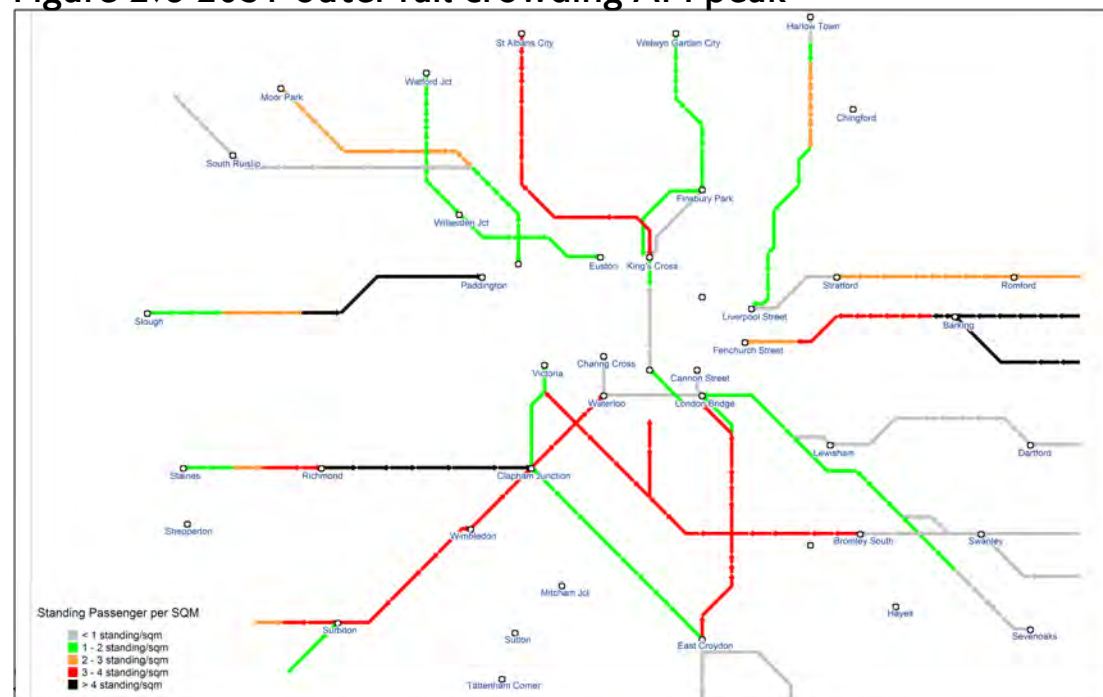 Figure 2.6 2031 outer rail crowding AM peak
St Albans City
Welwyn Garden City
Harlow Town
Watford Jct
Moor Park
Chingford
South Ruislip
Finsbury Park
Willesden Jct
Euston
King's Cross
Paddington
Stratford
Romford
Slough
Liverpool Street
Barking
Fenchurch Street
Charing Cross
Victoria
Cannon Street
Waterloo
London Bridge
Lewisham
Dartford
Staines
Richmond
Clapham Junction
Shepperton
Wimbledon
Bromley South
Swanley
Mitcham Jct
Standing Passenger per SQM
< 1 standing/sqm
1 - 2 standing/sqm
2 - 3 standing/sqm
3 - 4 standing/sqm
> 4 standing/sqm
Hayes
Surbiton
Sutton
East Croydon
Sevenoaks
Tattenham Corner